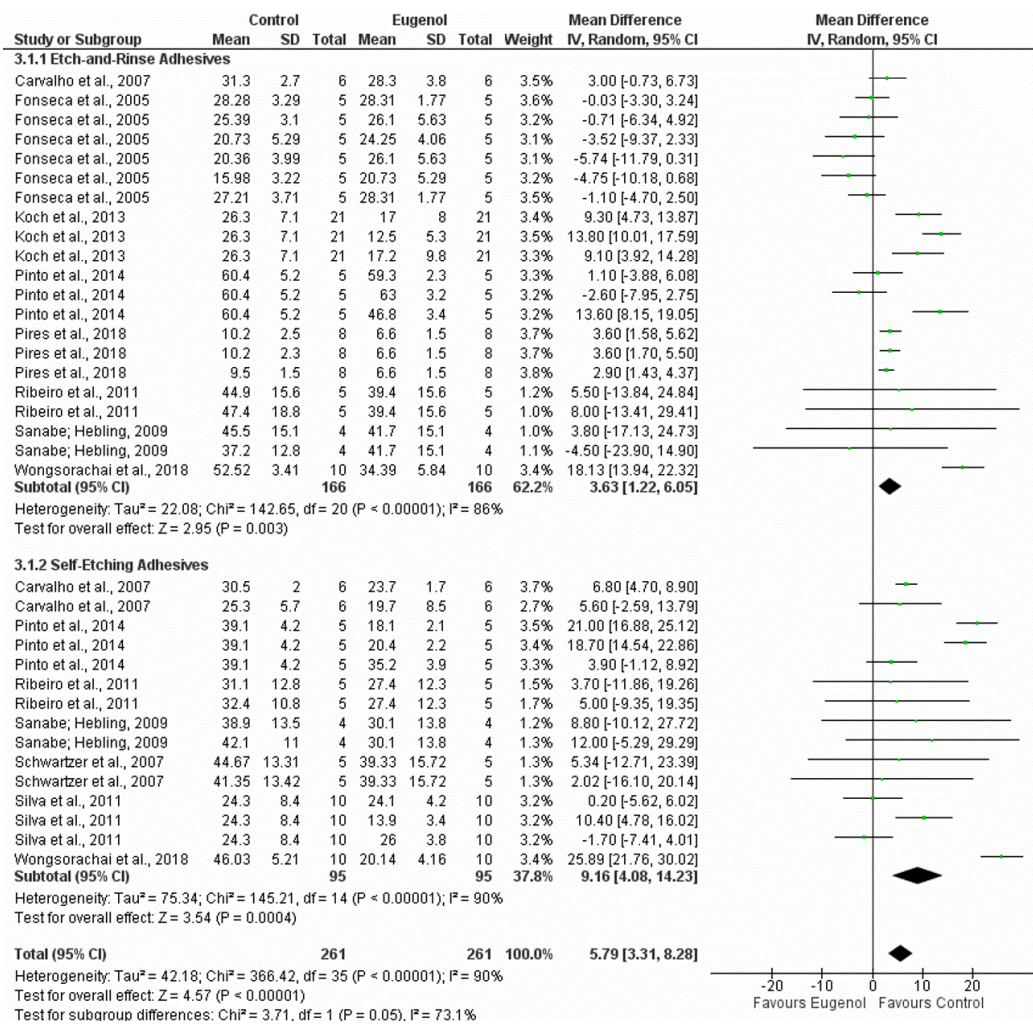 Control Eugenol Mean Difference Mean Difference
Study or Subgroup Mean SD Total Mean SD Total Weight IV, Random, 95% CI IV, Random, 95% CI
3.1.1 Etch-and-Rinse Adhesives
Carvalho et al., 2007 31.3 2.7 6 28.3 3.8 6 3.5% 3.00 [-0.73, 6.73]
Fonseca et al., 2005 28.28 3.29 5 28.31 1.77 5 3.6% -0.03 [-3.30, 3.24]
Fonseca et al., 2005 25.39 3.1 5 26.1 5.63 5 3.2% -0.71 [-6.34, 4.92]
Fonseca et al., 2005 20.73 5.29 5 24.25 4.06 5 3.2% -3.52 [-9.37, 2.33]
Fonseca et al., 2005 20.36 3.99 5 26.1 5.63 5 3.1% -5.74 [-11.79, 0.31]
Fonseca et al., 2005 15.98 3.22 5 20.73 5.29 5 3.2% -4.75 [-10.18, 0.68]
Fonseca et al., 2005 27.21 3.71 5 28.31 1.77 5 3.5% -1.10 [-4.70, 2.50]
Koch et al., 2013 26.3 7.1 21 17 8 21 3.4% 9.30 [4.73, 13.87]
Koch et al., 2013 26.3 7.1 21 12.5 5.3 21 3.5% 13.80 [10.01, 17.59]
Koch et al., 2013 26.3 7.1 21 17.2 9.8 21 3.3% 9.10 [3.92, 14.28]
Pinto et al., 2014 60.4 5.2 5 59.3 2.3 5 3.3% 1.10 [-3.88, 6.08]
Pinto et al., 2014 60.4 5.2 5 63 3.2 5 3.2% -2.60 [-7.95, 2.75]
Pinto et al., 2014 60.4 5.2 5 46.8 3.4 5 3.2% 13.60 [8.15, 19.05]
Pires et al., 2018 10.2 2.5 8 6.6 1.5 8 3.7% 3.60 [1.58, 5.62]
Pires et al., 2018 10.2 2.3 8 6.6 1.5 8 3.7% 3.60 [1.70, 5.50]
Pires et al., 2018 9.5 1.5 8 6.6 1.5 8 3.8% 2.90 [1.43, 4.37]
Ribeiro et al., 2011 44.9 15.6 5 39.4 15.6 5 1.2% 5.50 [-13.84, 24.84]
Ribeiro et al., 2011 47.4 18.8 5 39.4 15.6 5 1.0% 8.00 [-13.41, 29.41]
Sanabe; Hebling, 2009 45.5 15.1 4 41.7 15.1 4 1.0% 3.80 [-17.13, 24.73]
Sanabe; Hebling, 2009 37.2 12.8 4 41.7 15.1 4 1.1% -4.50 [-23.90, 14.90]
Wongsorachai et al., 2018 52.52 3.41 10 34.39 5.84 10 3.4% 18.13 [13.94, 22.32]
Subtotal (95% CI) 166 166 62.2% 3.63 [1.22, 6.05]
Heterogeneity: Tau² = 22.08; Chi² = 142.65, df = 20 (P < 0.00001); I² = 86%
Test for overall effect: Z = 2.95 (P = 0.003)
3.1.2 Self-Etching Adhesives
Carvalho et al., 2007 30.5 2 6 23.7 1.7 6 3.7% 6.80 [4.70, 8.90]
Carvalho et al., 2007 25.3 5.7 6 19.7 8.5 6 2.7% 5.60 [-2.59, 13.79]
Pinto et al., 2014 39.1 4.2 5 18.1 2.1 5 3.5% 21.00 [16.88, 25.12]
Pinto et al., 2014 39.1 4.2 5 20.4 2.2 5 3.4% 18.70 [14.54, 22.86]
Pinto et al., 2014 39.1 4.2 5 35.2 3.9 5 3.3% 3.90 [-1.12, 8.92]
Ribeiro et al., 2011 31.1 12.8 5 27.4 12.3 5 1.5% 3.70 [-11.86, 19.26]
Ribeiro et al., 2011 32.4 10.8 5 27.4 12.3 5 1.7% 5.00 [-9.35, 19.35]
Sanabe; Hebling, 2009 38.9 13.5 4 30.1 13.8 4 1.2% 8.80 [-10.12, 27.72]
Sanabe; Hebling, 2009 42.1 11 4 30.1 13.8 4 1.3% 12.00 [-5.29, 29.29]
Schwartzer et al., 2007 44.67 13.31 5 39.33 15.72 5 1.3% 5.34 [-12.71, 23.39]
Schwartzer et al., 2007 41.35 13.42 5 39.33 15.72 5 1.3% 2.02 [-16.10, 20.14]
Silva et al., 2011 24.3 8.4 10 24.1 4.2 10 3.2% 0.20 [-5.62, 6.02]
Silva et al., 2011 24.3 8.4 10 13.9 3.4 10 3.2% 10.40 [4.78, 16.02]
Silva et al., 2011 24.3 8.4 10 26 3.8 10 3.2% -1.70 [-7.41, 4.01]
Wongsorachai et al., 2018 46.03 5.21 10 20.14 4.16 10 3.4% 25.89 [21.76, 30.02]
Subtotal (95% CI) 95 95 37.8% 9.16 [4.08, 14.23]
Heterogeneity: Tau² = 75.34; Chi² = 145.21, df = 14 (P < 0.00001); I² = 90%
Test for overall effect: Z = 3.54 (P = 0.0004)
Total (95% CI) 261 261 100.0% 5.79 [3.31, 8.28]
Heterogeneity: Tau² = 42.18; Chi² = 366.42, df = 35 (P < 0.00001); I² = 90%
Test for overall effect: Z = 4.57 (P < 0.00001)
Test for subgroup differences: Chi² = 3.71, df = 1 (P = 0.05), I² = 73.1%
-20 -10 0 10 20
Favours Eugenol Favours Control